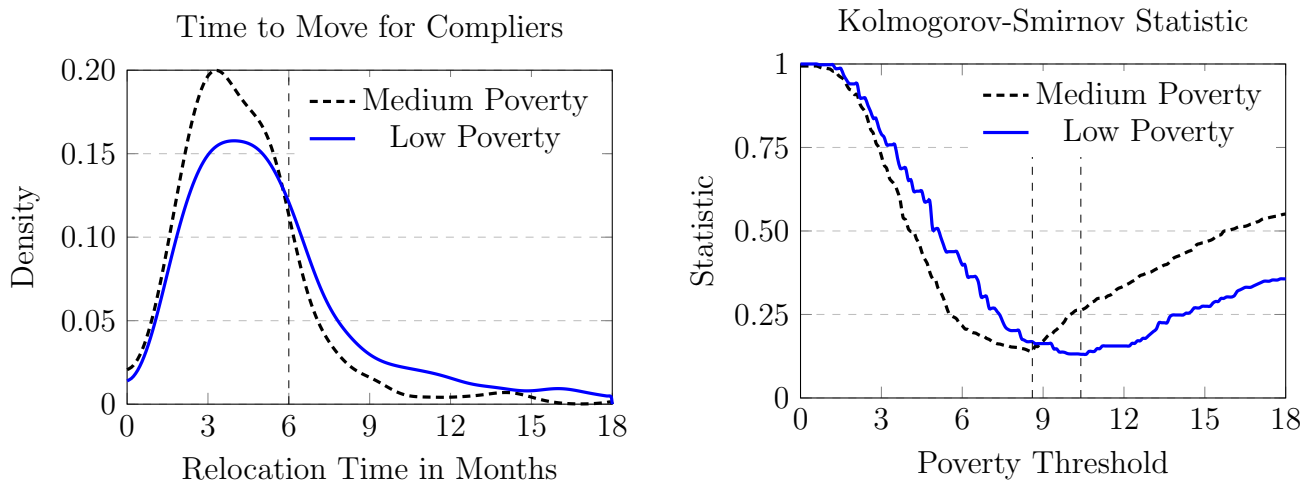 Time to Move for Compliers
0.20
0.15
0.10
0.05
0
Density
Medium Poverty
Low Poverty
0 3 6 9 12 15 18
Relocation Time in Months
Kolmogorov-Smirnov Statistic
1
0.75
0.50
0.25
0
Statistic
Medium Poverty
Low Poverty
0 3 6 9 12 15 18
Poverty Threshold